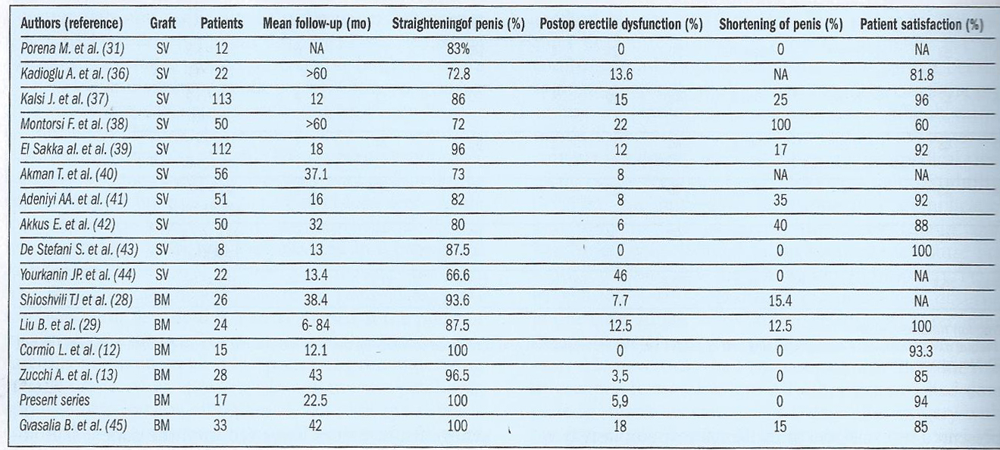 Authors (reference) Graft Patients Mean follow-up (mo) Straighteningof penis (%) Postop erectile dysfunction (%) Shortening of penis (%) Patient satisfaction (%)
Porena M. et al. (31) SV 12 NA 83% 0 0 NA
Kadioglu A. et al. (36) SV 22 >60 72.8 13.6 NA 81.8
Kalsi J. et al. (37) SV 113 12 86 15 25 96
Montorsi F. et al. (38) SV 50 >60 72 22 100 60
El Sakka al. et al. (39) SV 112 18 96 12 17 92
Akman T. et al. (40) SV 56 37.1 73 8 NA NA
Adeniyi AA. et al. (41) SV 51 16 82 8 35 92
Akkus E. et al. (42) SV 50 32 80 6 40 88
De Stefani S. et al. (43) SV 8 13 87.5 0 0 100
Yourkanin JP. et al. (44) SV 22 13.4 66.6 46 0 NA
Shioshvili TJ et al. (28) BM 26 38.4 93.6 7.7 15.4 NA
Liu B. et al. (29) BM 24 6- 84 87.5 12.5 12.5 100
Cormio L. et al. (12) BM 15 12.1 100 0 0 93.3
Zucchi A. et al. (13) BM 28 43 96.5 3,5 0 85
Present series BM 17 22.5 100 5,9 0 94
Gvasalia B. et al. (45) BM 33 42 100 18 15 85